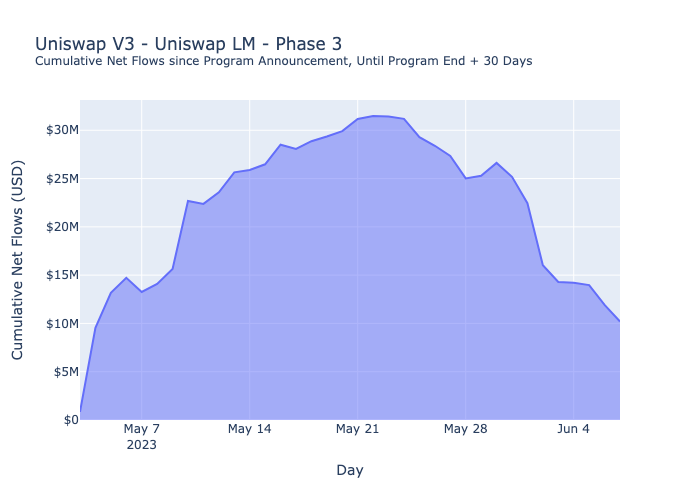 Uniswap V3 - Uniswap LM - Phase 3
Cumulative Net Flows since Program Announcement, Until Program End + 30 Days
Cumulative Net Flows (USD)
$30M
$25M
$20M
$15M
$10M
$5M
$0
May 7
2023
May 14
May 21
May 28
Jun 4
Day